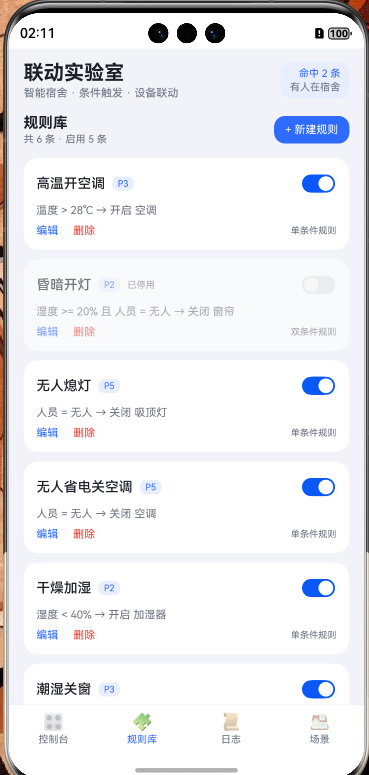 02:11
100
联动实验室
智能宿舍 · 条件触发 · 设备联动
命中 2 条
有人在宿舍
规则库
共 6 条 · 启用 5 条
+ 新建规则
高温开空调 P3
温度 > 28℃ → 开启 空调
编辑 删除 单条件规则
昏暗开灯 P2 已停用
湿度 >= 20% 且 人员 = 无人 → 关闭 窗帘
编辑 删除 双条件规则
无人熄灯 P5
人员 = 无人 → 关闭 吸顶灯
编辑 删除 单条件规则
无人省电关空调 P5
人员 = 无人 → 关闭 空调
编辑 删除 单条件规则
干燥加湿 P2
湿度 < 40% → 开启 加湿器
编辑 删除 单条件规则
潮湿关窗 P3
控制台 规则库 日志 场景